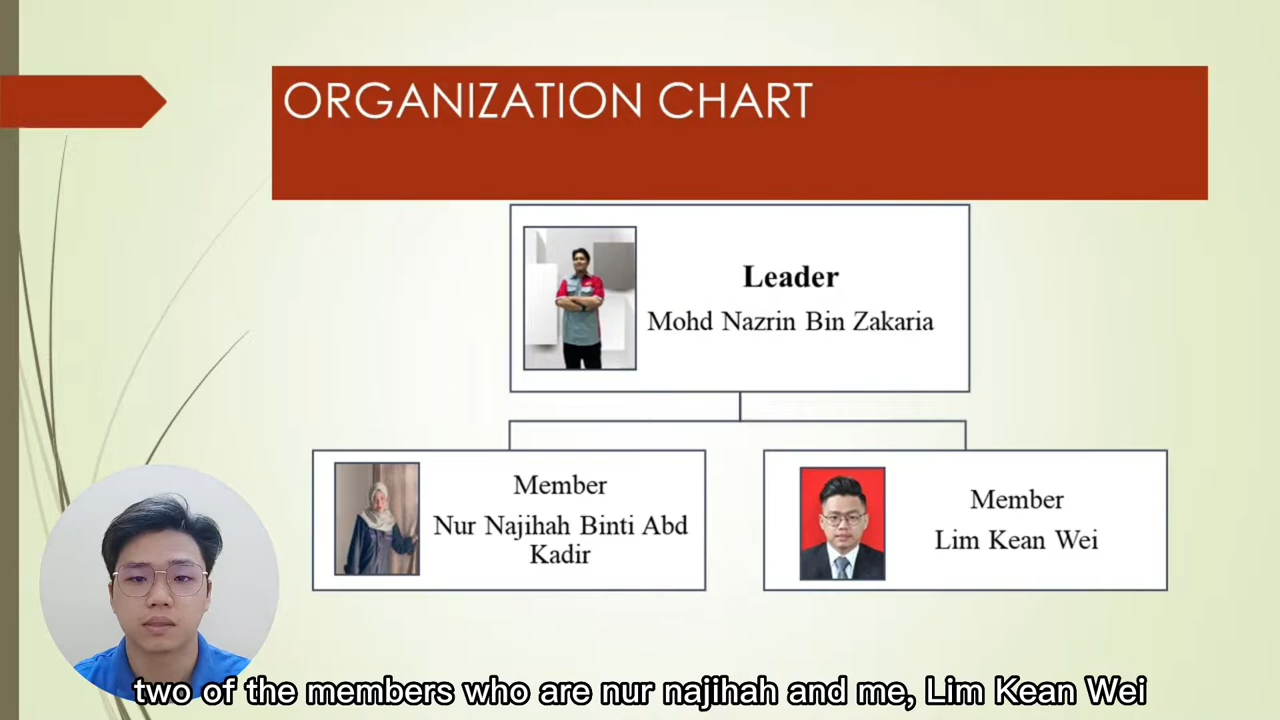 ORGANIZATION CHART
Leader
Mohd Nazrin Bin Zakaria
Member
Nur Najihah Binti Abd
Kadir
Member
Lim Kean Wei
two of the members who are nur najihah and me, Lim Kean Wei